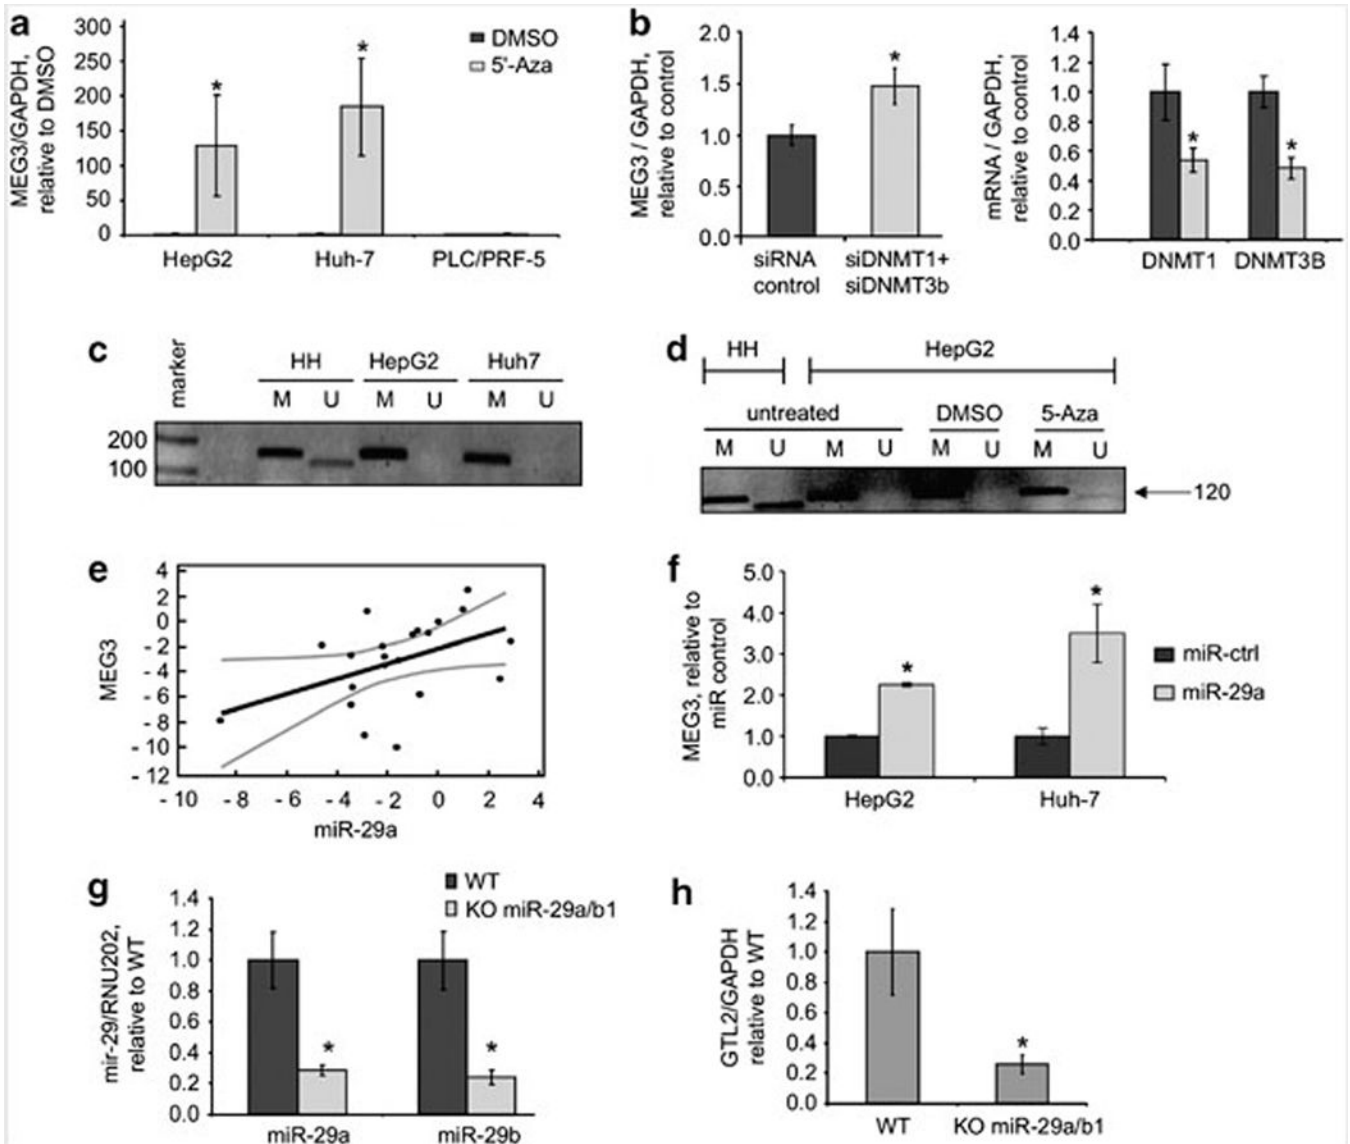 a
MEG3/GAPDH,
relative to DMSO
300
250
200
150
100
50
0
*
*
DMSO
5'-Aza
HepG2 Huh-7 PLC/PRF-5
b
MEG3 / GAPDH,
relative to control
2.0
1.5
1.0
0.5
0.0
*
siRNA
control
siDNMT1+
siDNMT3b
mRNA / GAPDH,
relative to control
1.4
1.2
1.0
0.8
0.6
0.4
0.2
0.0
*
*
DNMT1 DNMT3B
c
marker
HH HepG2 Huh7
M U M U M U
200
100
d
HH HepG2
untreated DMSO 5-Aza
M U M U M U M U
120
e
MEG3
4
2
0
- 2
- 4
- 6
- 8
- 10
- 12
- 10 - 8 - 6 - 4 - 2 0 2 4
miR-29a
f
MEG3, relative to
miR control
5.0
4.0
3.0
2.0
1.0
0.0
*
*
miR-ctrl
miR-29a
HepG2 Huh-7
g
mir-29/RNU202,
relative to WT
1.4
1.2
1.0
0.8
0.6
0.4
0.2
0.0
WT
KO miR-29a/b1
*
*
miR-29a miR-29b
h
GTL2/GAPDH
relative to WT
1.4
1.2
1.0
0.8
0.6
0.4
0.2
0.0
*
WT KO miR-29a/b1